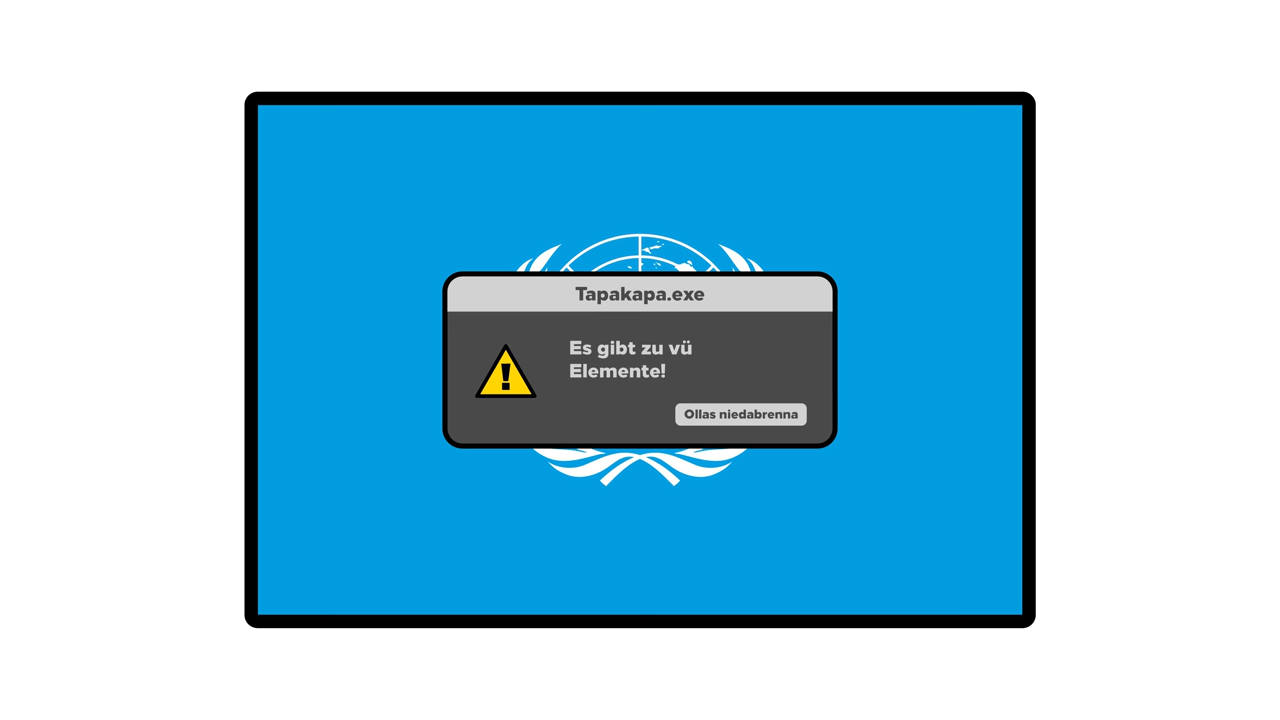 Tapakapa.exe
Es gibt zu vü
Elemente!
Ollas niedabrenna